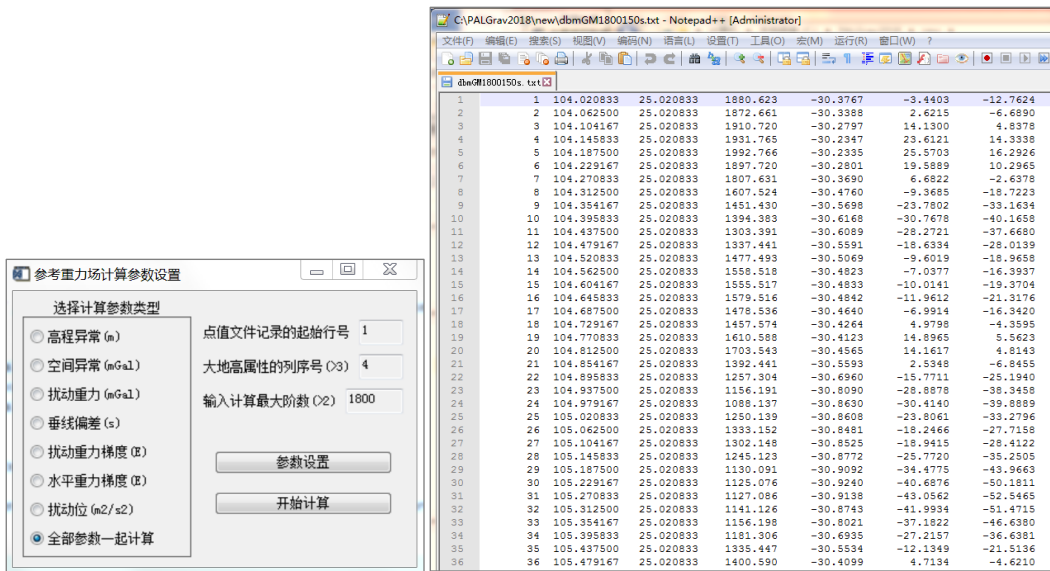 参考重力场计算参数设置
选择计算参数类型
高程异常(m)
空间异常(mGal)
扰动重力(mGal)
垂线偏差(s)
扰动重力梯度(E)
水平重力梯度(E)
扰动位(m2/s2)
全部参数一起计算
点值文件记录的起始行号 1
大地高属性的列序号(>3) 4
输入计算最大阶数(>2) 1800
参数设置
开始计算
C:\PALGrav2018\new\dbmGM1800150s.txt - Notepad++ [Administrator]
文件(F) 编辑(E) 搜索(S) 视图(V) 编码(N) 语言(L) 设置(T) 工具(O) 宏(M) 运行(R) 窗口(W) ?
dbmGM1800150s.txt
1 1 104.020833 25.020833 1880.623 -30.3767 -3.4403 -12.7624
2 2 104.062500 25.020833 1872.661 -30.3388 2.6215 -6.6890
3 3 104.104167 25.020833 1910.720 -30.2797 14.1300 4.8378
4 4 104.145833 25.020833 1931.765 -30.2347 23.6121 14.3338
5 5 104.187500 25.020833 1992.766 -30.2335 25.5703 16.2926
6 6 104.229167 25.020833 1897.720 -30.2801 19.5889 10.2965
7 7 104.270833 25.020833 1807.631 -30.3690 6.6822 -2.6378
8 8 104.312500 25.020833 1607.524 -30.4760 -9.3685 -18.7223
9 9 104.354167 25.020833 1451.430 -30.5698 -23.7802 -33.1634
10 10 104.395833 25.020833 1394.383 -30.6168 -30.7678 -40.1658
11 11 104.437500 25.020833 1303.391 -30.6089 -28.2721 -37.6680
12 12 104.479167 25.020833 1337.441 -30.5591 -18.6334 -28.0139
13 13 104.520833 25.020833 1477.493 -30.5069 -9.6019 -18.9658
14 14 104.562500 25.020833 1558.518 -30.4823 -7.0377 -16.3937
15 15 104.604167 25.020833 1555.517 -30.4833 -10.0141 -19.3704
16 16 104.645833 25.020833 1579.516 -30.4842 -11.9612 -21.3176
17 17 104.687500 25.020833 1478.536 -30.4640 -6.9914 -16.3420
18 18 104.729167 25.020833 1457.574 -30.4264 4.9798 -4.3595
19 19 104.770833 25.020833 1610.588 -30.4123 14.8965 5.5623
20 20 104.812500 25.020833 1703.543 -30.4565 14.1617 4.8143
21 21 104.854167 25.020833 1392.441 -30.5593 2.5348 -6.8455
22 22 104.895833 25.020833 1257.304 -30.6960 -15.7711 -25.1940
23 23 104.937500 25.020833 1156.191 -30.8090 -28.8878 -38.3458
24 24 104.979167 25.020833 1088.137 -30.8630 -30.4140 -39.8889
25 25 105.020833 25.020833 1250.139 -30.8608 -23.8061 -33.2796
26 26 105.062500 25.020833 1333.152 -30.8481 -18.2466 -27.7158
27 27 105.104167 25.020833 1302.148 -30.8525 -18.9415 -28.4122
28 28 105.145833 25.020833 1245.123 -30.8772 -25.7720 -35.2505
29 29 105.187500 25.020833 1130.091 -30.9092 -34.4775 -43.9663
30 30 105.229167 25.020833 1125.076 -30.9240 -40.6876 -50.1811
31 31 105.270833 25.020833 1127.086 -30.9138 -43.0562 -52.5465
32 32 105.312500 25.020833 1141.126 -30.8743 -41.9934 -51.4715
33 33 105.354167 25.020833 1156.198 -30.8021 -37.1822 -46.6380
34 34 105.395833 25.020833 1181.306 -30.6935 -27.2157 -36.6381
35 35 105.437500 25.020833 1335.447 -30.5534 -12.1349 -21.5136
36 36 105.479167 25.020833 1400.590 -30.4099 4.7134 -4.6210